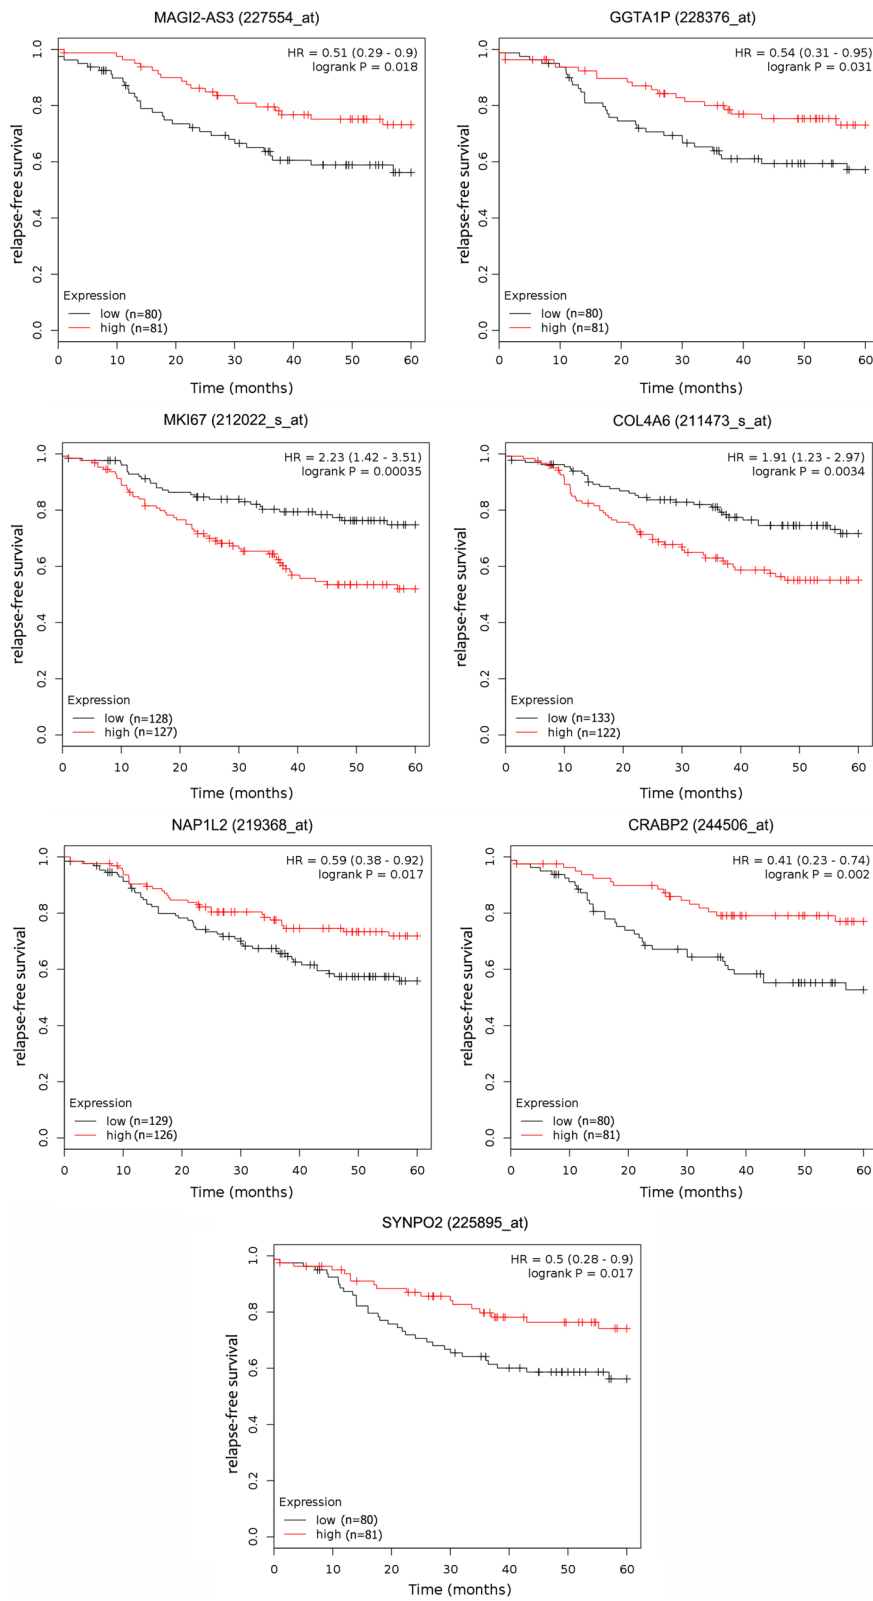 MAGI2-AS3 (227554_at)
HR = 0.51 (0.29 - 0.9)
logrank P = 0.018
relapse-free survival
0.0 0.2 0.4 0.6 0.8 1.0
Expression
low (n=80)
high (n=81)
0 10 20 30 40 50 60
Time (months)
GGTA1P (228376_at)
HR = 0.54 (0.31 - 0.95)
logrank P = 0.031
relapse-free survival
0.0 0.2 0.4 0.6 0.8 1.0
Expression
low (n=80)
high (n=81)
0 10 20 30 40 50 60
Time (months)
MKI67 (212022_s_at)
HR = 2.23 (1.42 - 3.51)
logrank P = 0.00035
relapse-free survival
0.0 0.2 0.4 0.6 0.8 1.0
Expression
low (n=128)
high (n=127)
0 10 20 30 40 50 60
Time (months)
COL4A6 (211473_s_at)
HR = 1.91 (1.23 - 2.97)
logrank P = 0.0034
relapse-free survival
0.0 0.2 0.4 0.6 0.8 1.0
Expression
low (n=133)
high (n=122)
0 10 20 30 40 50 60
Time (months)
NAP1L2 (219368_at)
HR = 0.59 (0.38 - 0.92)
logrank P = 0.017
relapse-free survival
0.0 0.2 0.4 0.6 0.8 1.0
Expression
low (n=129)
high (n=126)
0 10 20 30 40 50 60
Time (months)
CRABP2 (244506_at)
HR = 0.41 (0.23 - 0.74)
logrank P = 0.002
relapse-free survival
0.0 0.2 0.4 0.6 0.8 1.0
Expression
low (n=80)
high (n=81)
0 10 20 30 40 50 60
Time (months)
SYNPO2 (225895_at)
HR = 0.5 (0.28 - 0.9)
logrank P = 0.017
relapse-free survival
0.0 0.2 0.4 0.6 0.8 1.0
Expression
low (n=80)
high (n=81)
0 10 20 30 40 50 60
Time (months)